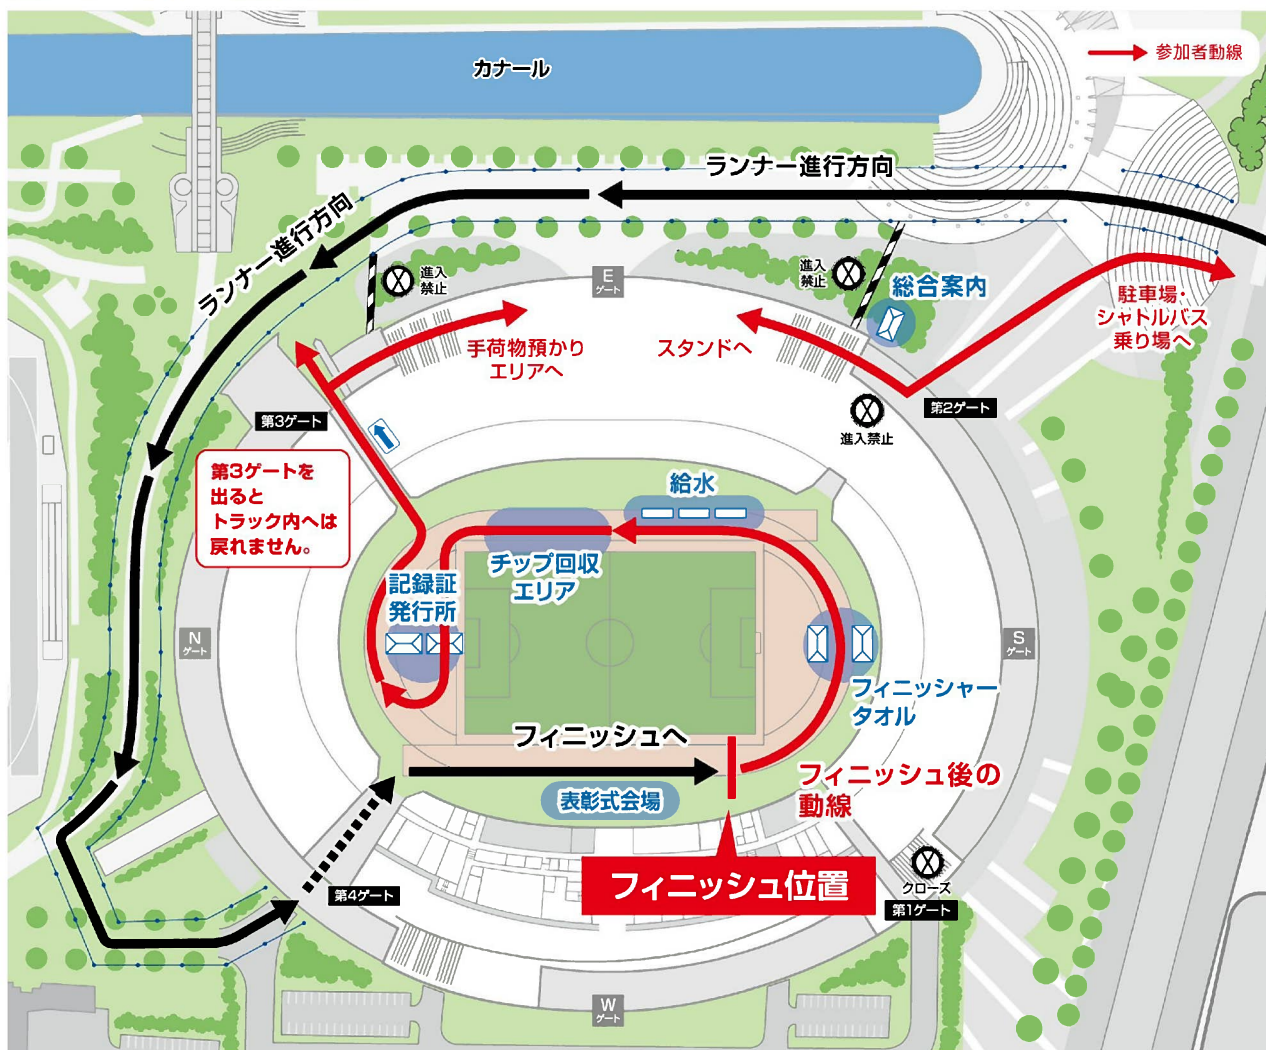 カナール
参加者動線
ランナー進行方向
ランナー進行方向
進入
禁止
E
ゲート
進入
禁止
総合案内
駐車場・
シャトルバス
乗り場へ
手荷物預かり
エリアへ
スタンドへ
第3ゲート
第2ゲート
進入禁止
第3ゲートを
出ると
トラック内へは
戻れません。
給水
チップ回収
エリア
記録証
発行所
N
ゲート
S
ゲート
フィニッシャー
タオル
フィニッシュへ
表彰式会場
フィニッシュ後の
動線
フィニッシュ位置
クローズ
第1ゲート
第4ゲート
W
ゲート